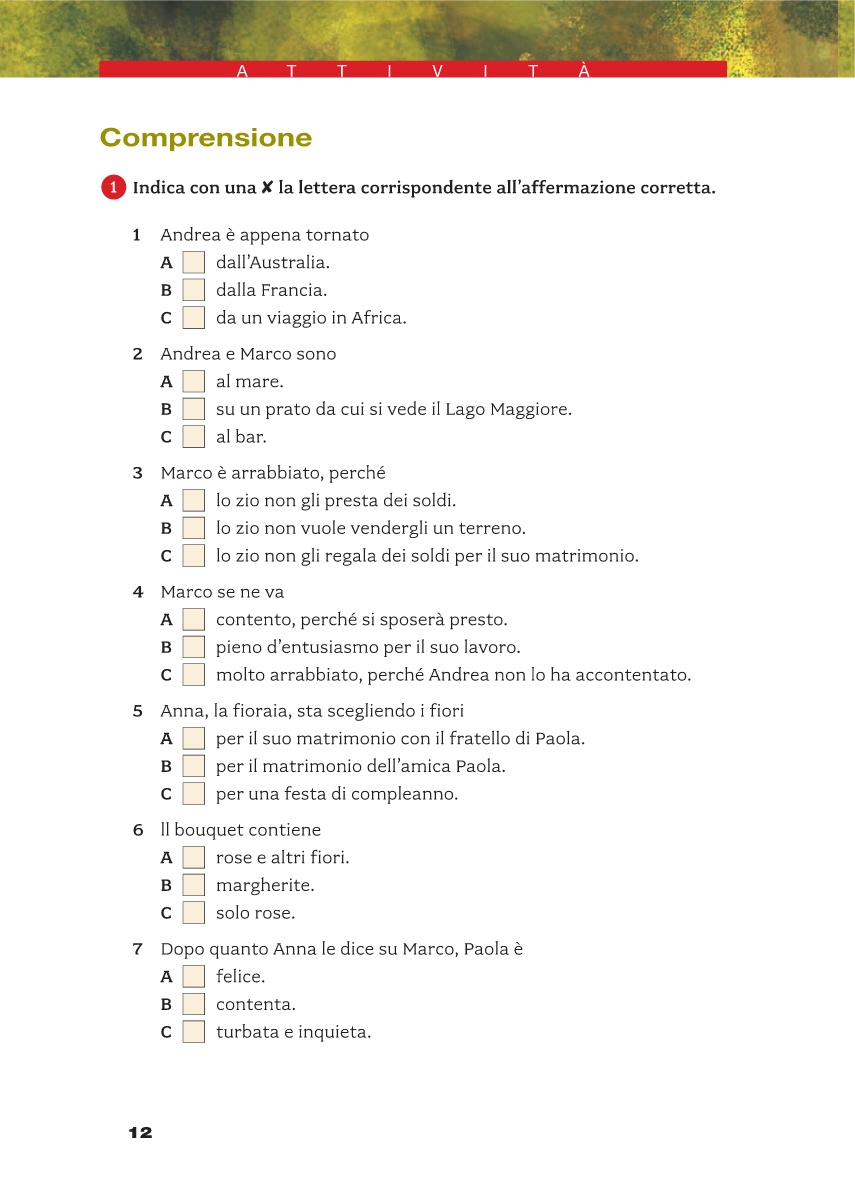 ATTIVITÀ
Comprensione
1 Indica con una ✘ la lettera corrispondente all’affermazione corretta.
1 Andrea è appena tornato
A dall’Australia.
B dalla Francia.
C da un viaggio in Africa.
2 Andrea e Marco sono
A al mare.
B su un prato da cui si vede il Lago Maggiore.
C al bar.
3 Marco è arrabbiato, perché
A lo zio non gli presta dei soldi.
B lo zio non vuole vendergli un terreno.
C lo zio non gli regala dei soldi per il suo matrimonio.
4 Marco se ne va
A contento, perché si sposerà presto.
B pieno d’entusiasmo per il suo lavoro.
C molto arrabbiato, perché Andrea non lo ha accontentato.
5 Anna, la fioraia, sta scegliendo i fiori
A per il suo matrimonio con il fratello di Paola.
B per il matrimonio dell’amica Paola.
C per una festa di compleanno.
6 ll bouquet contiene
A rose e altri fiori.
B margherite.
C solo rose.
7 Dopo quanto Anna le dice su Marco, Paola è
A felice.
B contenta.
C turbata e inquieta.
12